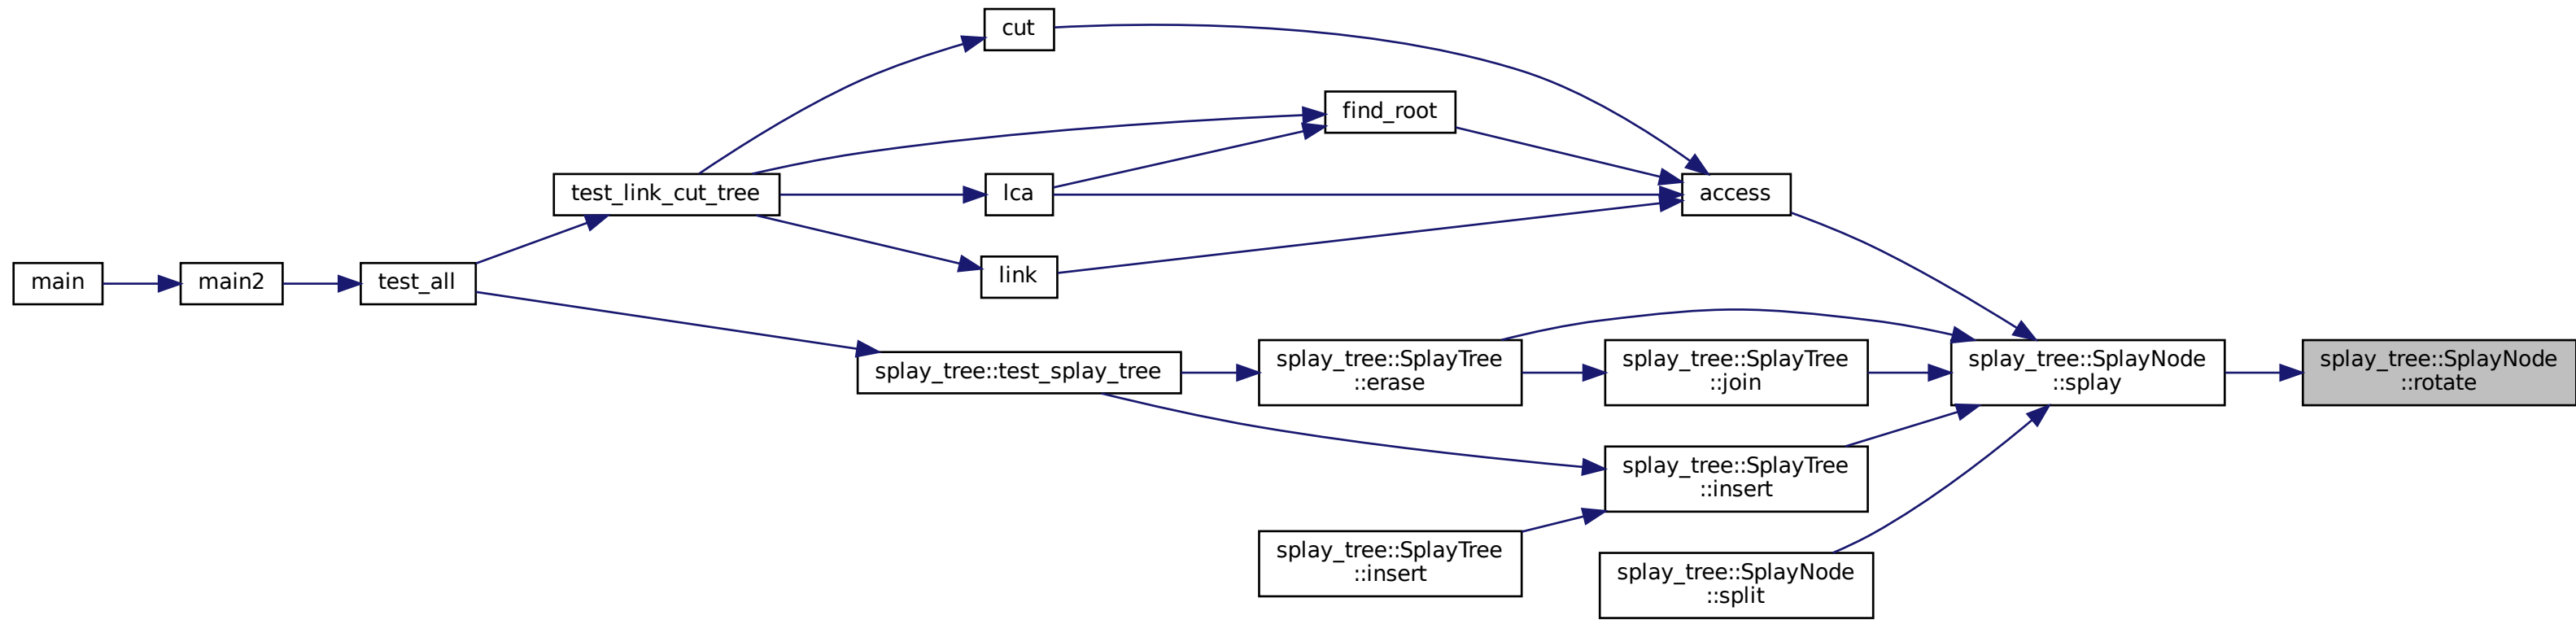 cut
find_root
test_link_cut_tree
lca
access
link
main
main2
test_all
splay_tree::test_splay_tree
splay_tree::SplayTree
::erase
splay_tree::SplayTree
::join
splay_tree::SplayNode
::splay
splay_tree::SplayNode
::rotate
splay_tree::SplayTree
::insert
splay_tree::SplayTree
::insert
splay_tree::SplayNode
::split